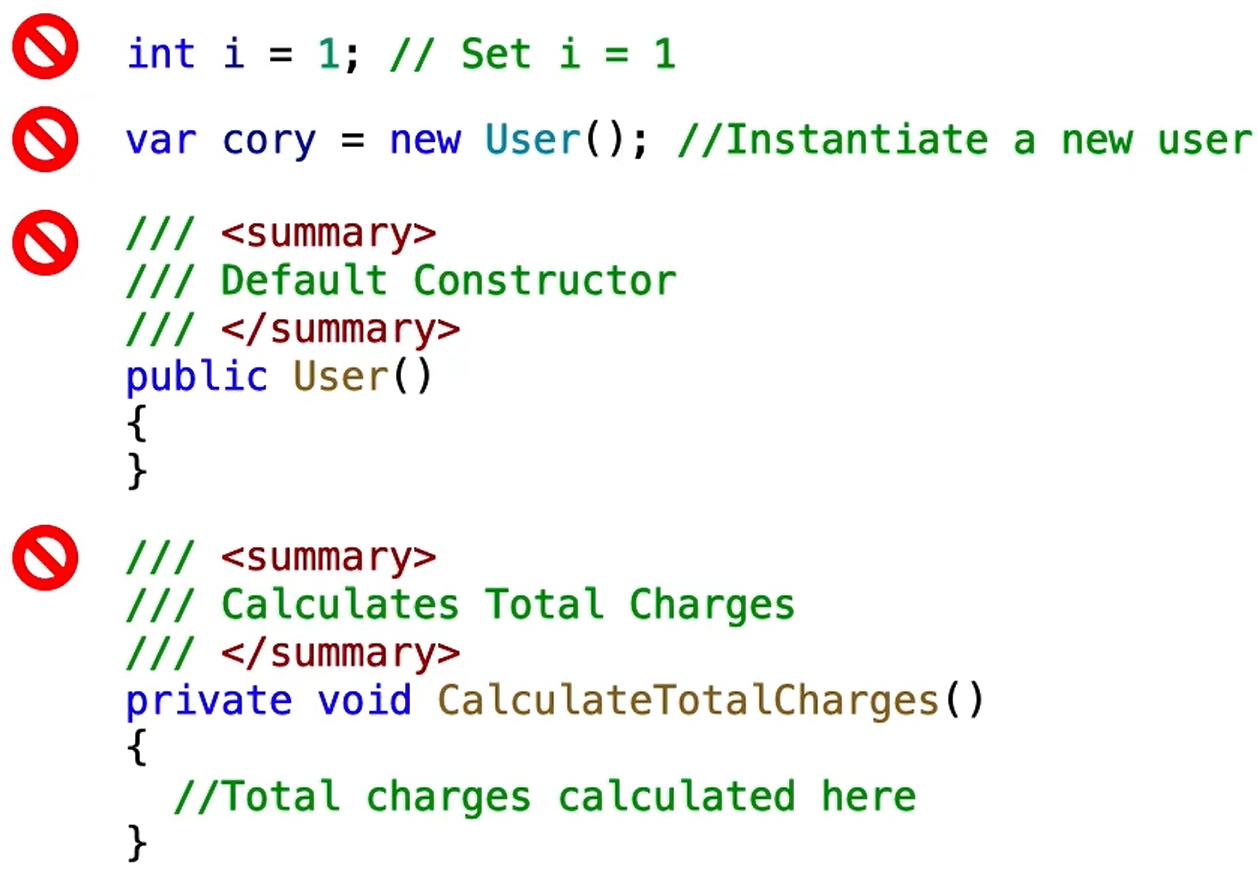 int i = 1; // Set i = 1
var cory = new User(); //Instantiate a new user
/// <summary>
/// Default Constructor
/// </summary>
public User()
{
}
/// <summary>
/// Calculates Total Charges
/// </summary>
private void CalculateTotalCharges()
{
  //Total charges calculated here
}